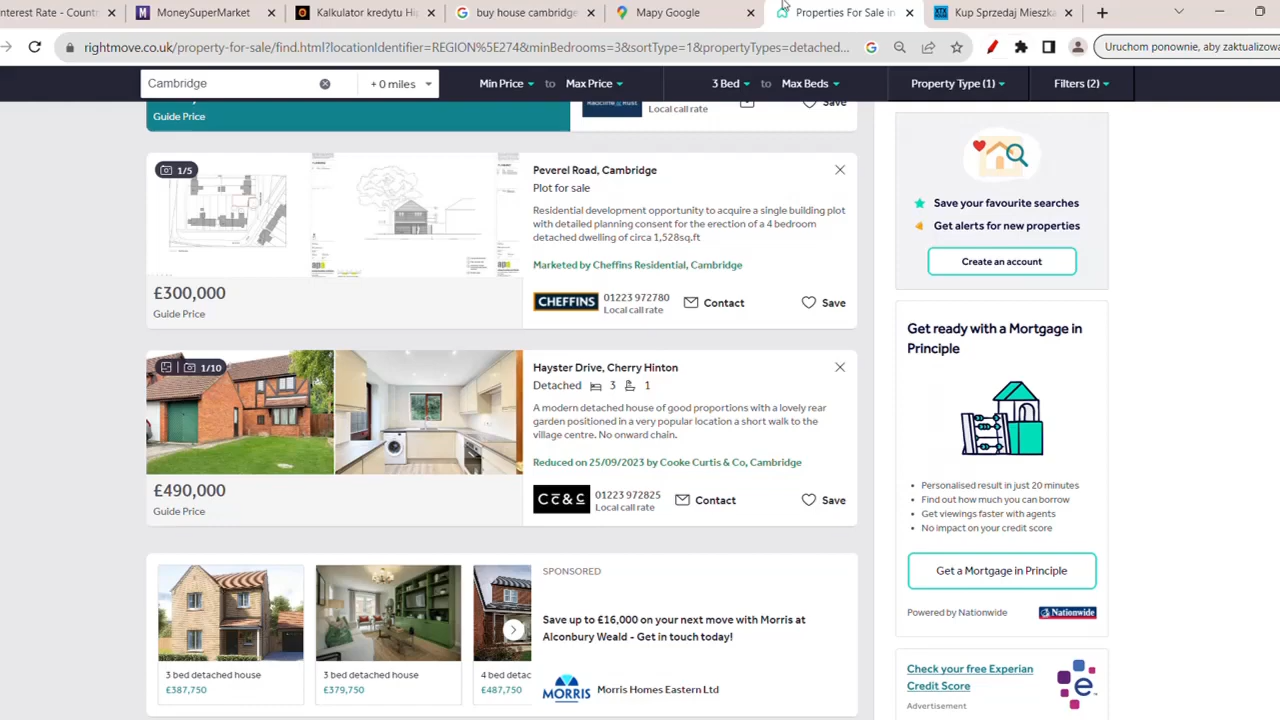 nterest Rate - Count
MoneySuperMarket
Kalkulator kredytu Hip
buy house cambridge
Mapy Google
Properties For Sale in
Kup Sprzedaj Mieszka
rightmove.co.uk/property-for-sale/find.html?locationIdentifier=REGION%5E274&minBedrooms=3&sortType=1&propertyTypes=detached...
Uruchom ponownie, aby zaktualizowa
Cambridge
+ 0 miles
Min Price to Max Price
3 Bed to Max Beds
Property Type (1)
Filters (2)
Guide Price
Local call rate
Save
1/5
£300,000
Guide Price
Peverel Road, Cambridge
Plot for sale
Residential development opportunity to acquire a single building plot
with detailed planning consent for the erection of a 4 bedroom
detached dwelling of circa 1,528sq.ft
Marketed by Cheffins Residential, Cambridge
CHEFFINS
01223 972780
Local call rate
Contact
Save
1/10
£490,000
Guide Price
Hayster Drive, Cherry Hinton
Detached 3 1
A modern detached house of good proportions with a lovely rear
garden positioned in a very popular location a short walk to the
village centre. No onward chain.
Reduced on 25/09/2023 by Cooke Curtis & Co, Cambridge
CC&C
01223 972825
Local call rate
Contact
Save
3 bed detached house
£387,750
3 bed detached house
£379,750
4 bed detac
£487,750
SPONSORED
Save up to £16,000 on your next move with Morris at
Alconbury Weald - Get in touch today!
MORRIS
Morris Homes Eastern Ltd
Save your favourite searches
Get alerts for new properties
Create an account
Get ready with a Mortgage in
Principle
Personalised result in just 20 minutes
Find out how much you can borrow
Get viewings faster with agents
No impact on your credit score
Get a Mortgage in Principle
Powered by Nationwide
Nationwide
Check your free Experian
Credit Score
Advertisement